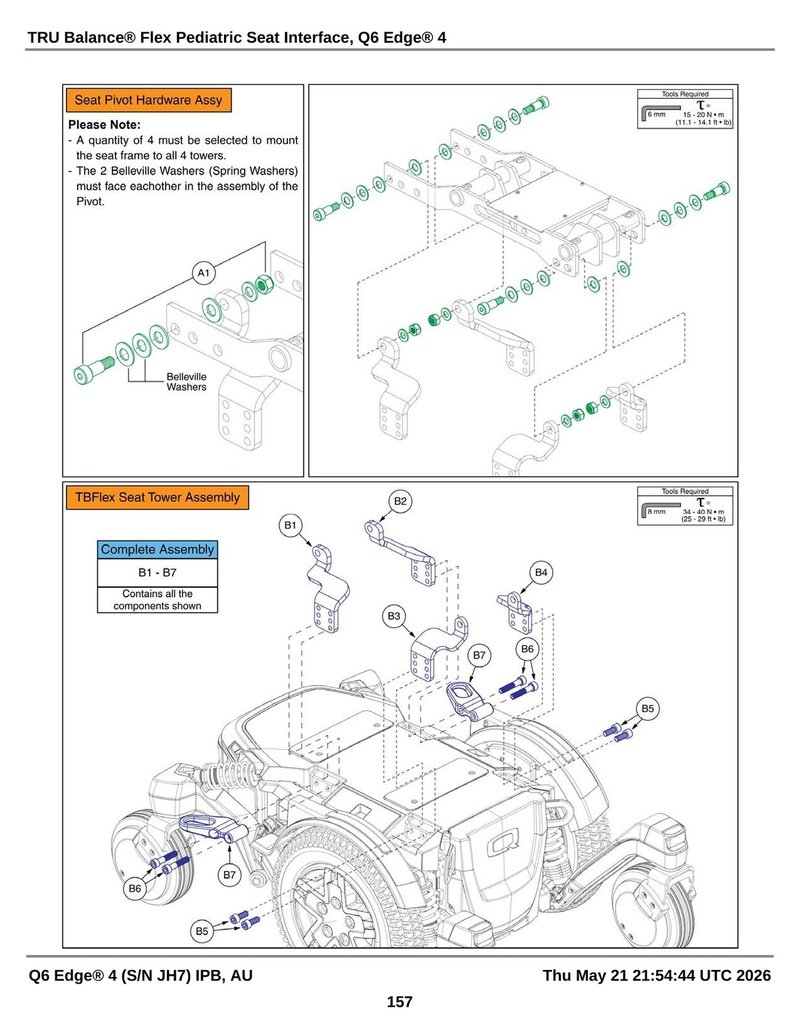 TRU Balance® Flex Pediatric Seat Interface, Q6 Edge® 4
Seat Pivot Hardware Assy
Please Note:
- A quantity of 4 must be selected to mount
the seat frame to all 4 towers.
- The 2 Belleville Washers (Spring Washers)
must face eachother in the assembly of the
Pivot.
A1
Belleville
Washers
Tools Required
6 mm
τ =
15 - 20 N • m
(11.1 - 14.1 ft • lb)
TBFlex Seat Tower Assembly
Complete Assembly
B1 - B7
Contains all the
components shown
Tools Required
8 mm
τ =
34 - 40 N • m
(25 - 29 ft • lb)
B1
B2
B4
B3
B7
B6
B5
B7
B6
B5
Q6 Edge® 4 (S/N JH7) IPB, AU
Thu May 21 21:54:44 UTC 2026
157